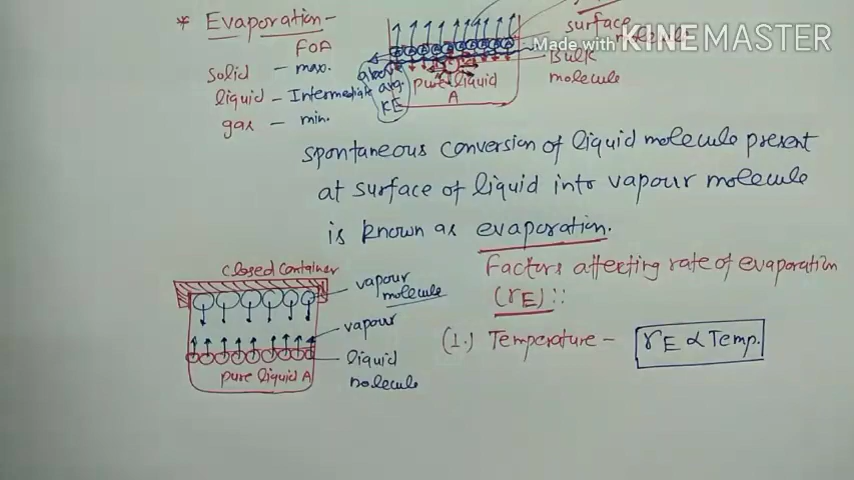 * Evaporation-
FOA
solid - max.
liquid - Intermediate
gas - min.
above
avg.
KE
pure liquid
A
surface
Made with KINEMASTER
Bulk
molecule
spontaneous conversion of liquid molecule present
at surface of liquid into vapour molecule
is known as evaporation.
closed container
vapour
molecule
vapour
liquid
molecule
pure liquid A
Factors affecting rate of evaporation
(rE) ::
(1.) Temperature - rE ∝ Temp.